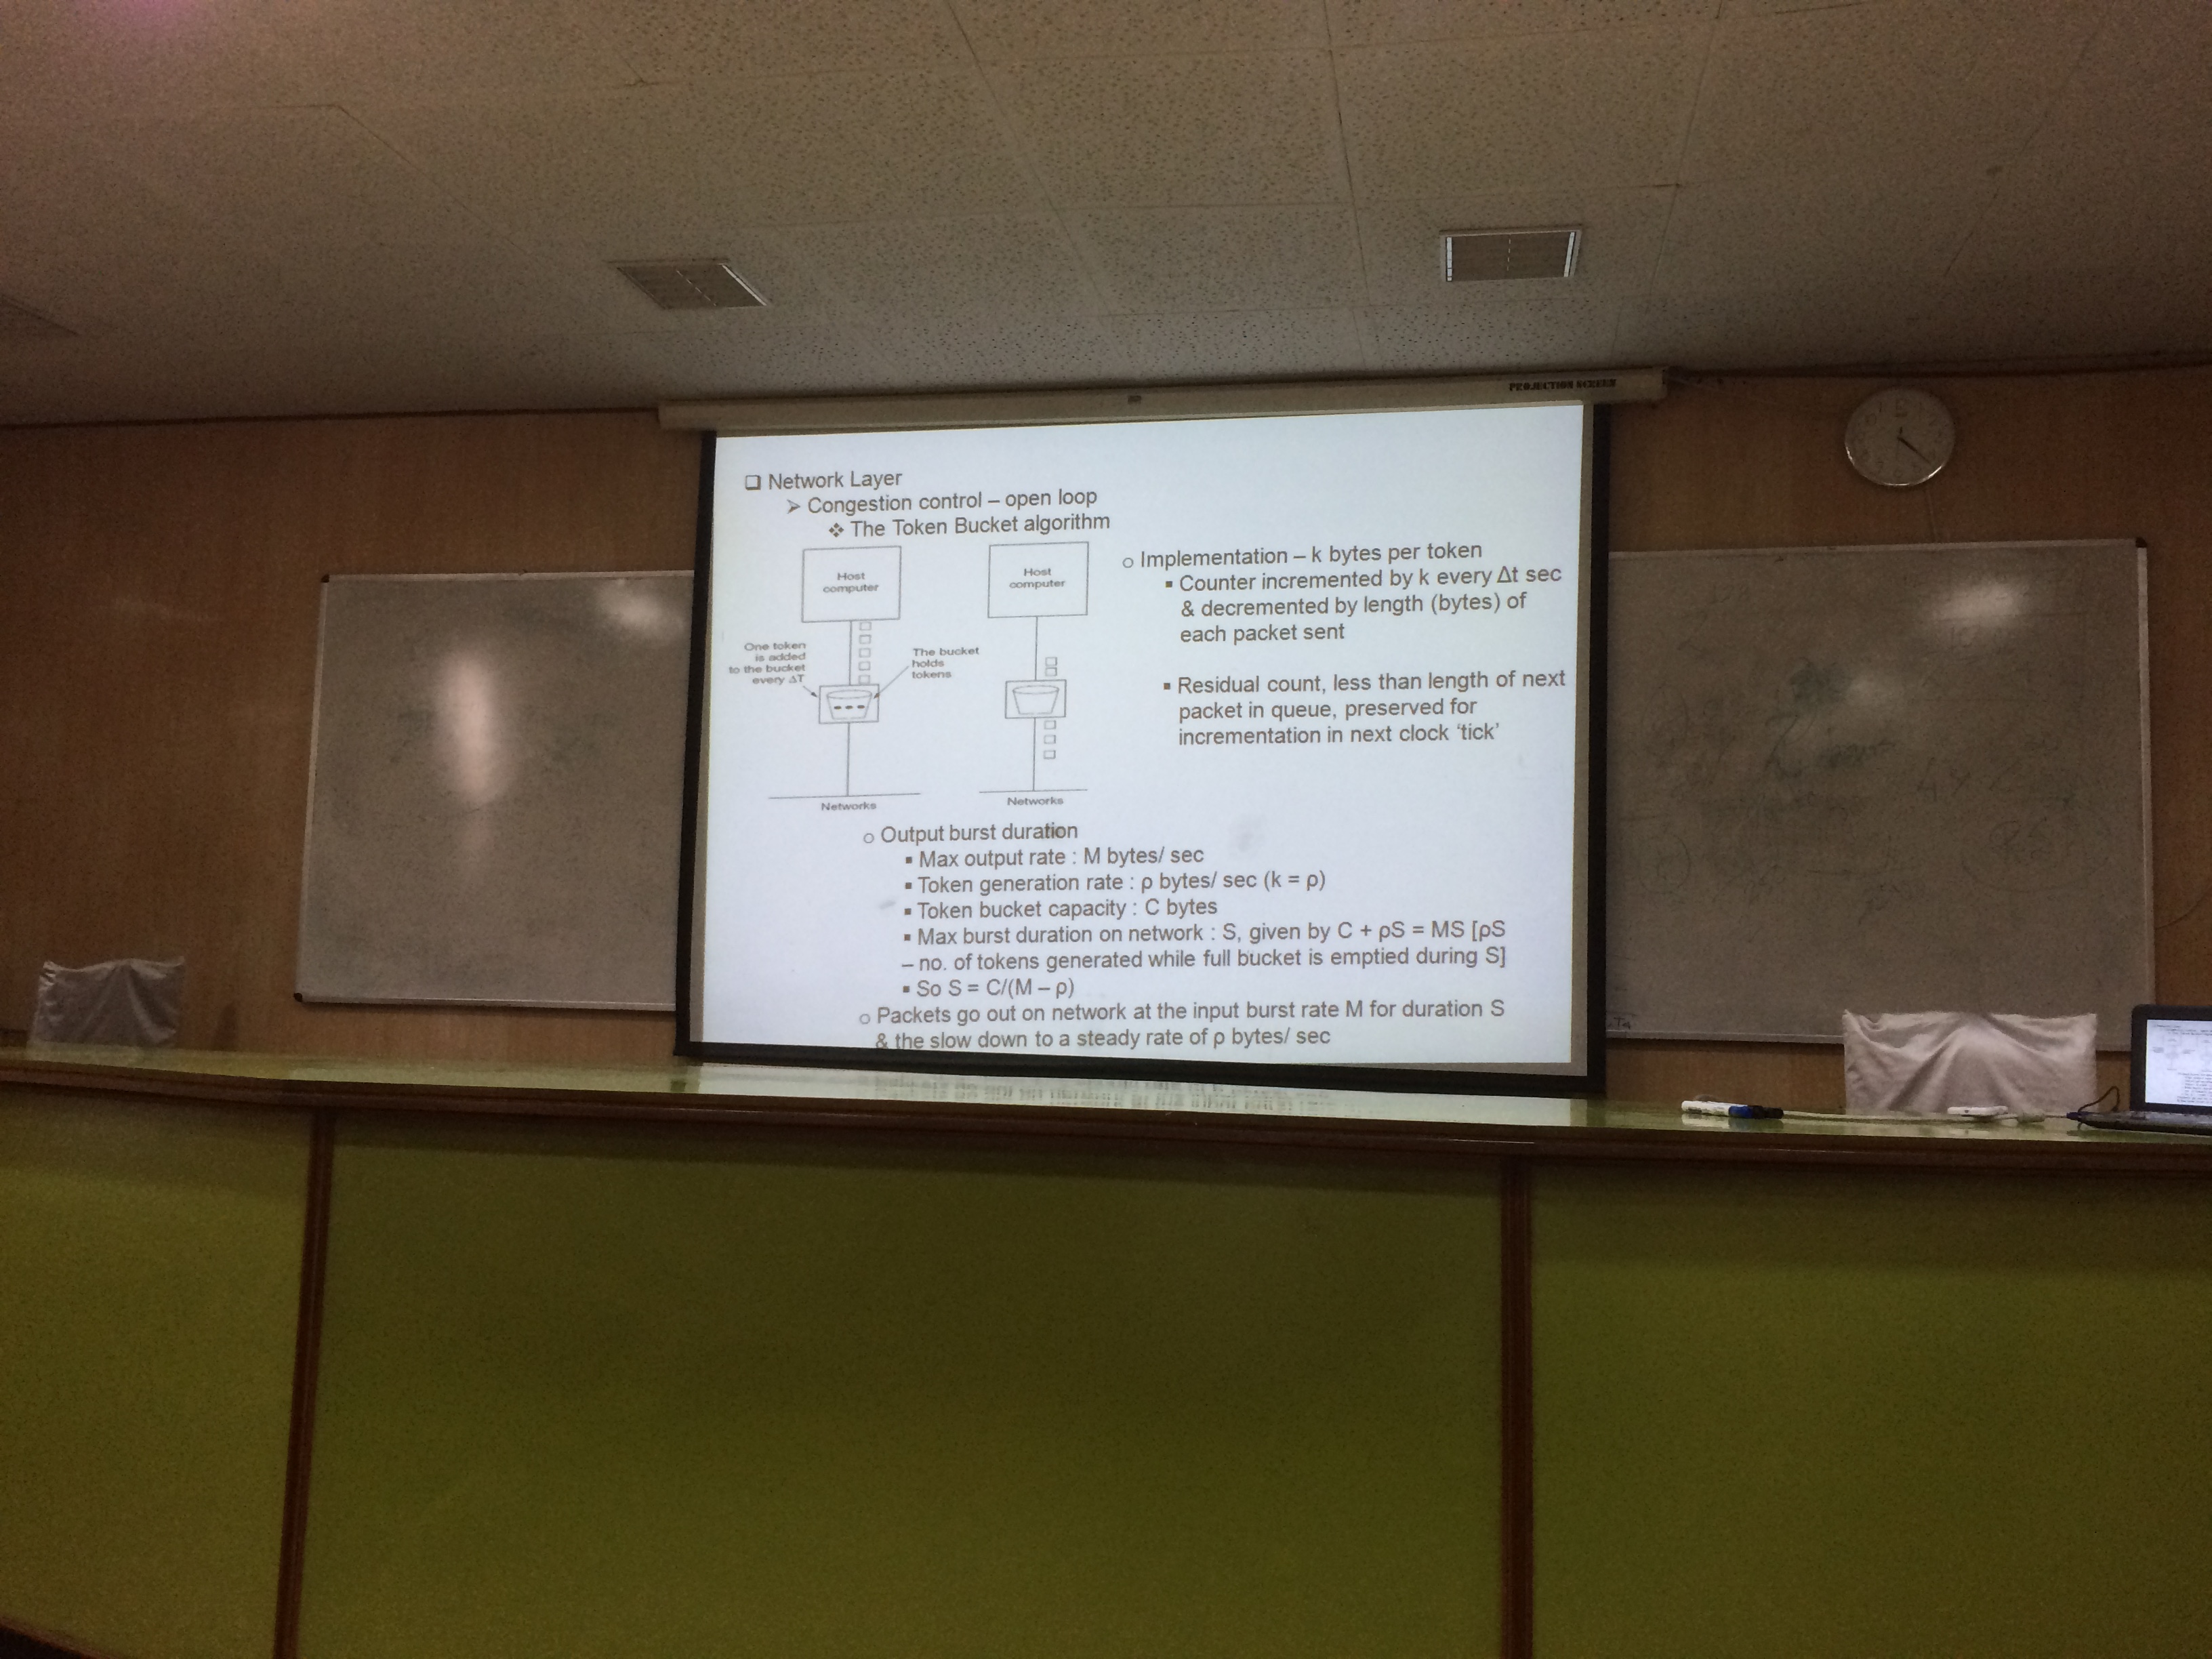 PROJECTION SCREEN
❑ Network Layer
➢ Congestion control – open loop
❖ The Token Bucket algorithm
Host
computer
One token
is added
to the bucket
every ΔT
The bucket
holds
tokens
Networks
Host
computer
Networks
○ Implementation – k bytes per token
▪ Counter incremented by k every Δt sec
& decremented by length (bytes) of
each packet sent
▪ Residual count, less than length of next
packet in queue, preserved for
incrementation in next clock ‘tick’
○ Output burst duration
▪ Max output rate : M bytes/ sec
▪ Token generation rate : ρ bytes/ sec (k = ρ)
▪ Token bucket capacity : C bytes
▪ Max burst duration on network : S, given by C + ρS = MS [ρS
– no. of tokens generated while full bucket is emptied during S]
▪ So S = C/(M – ρ)
○ Packets go out on network at the input burst rate M for duration S
& the slow down to a steady rate of ρ bytes/ sec